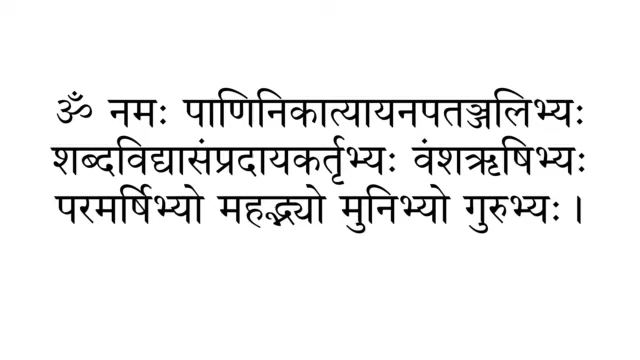 ॐ नमः पाणिनिकात्यायनपतञ्जलिभ्यः
शब्दविद्यासंप्रदायकर्तृभ्यः वंशऋषिभ्यः
परमर्षिभ्यो महद्भ्यो मुनिभ्यो गुरुभ्यः ।